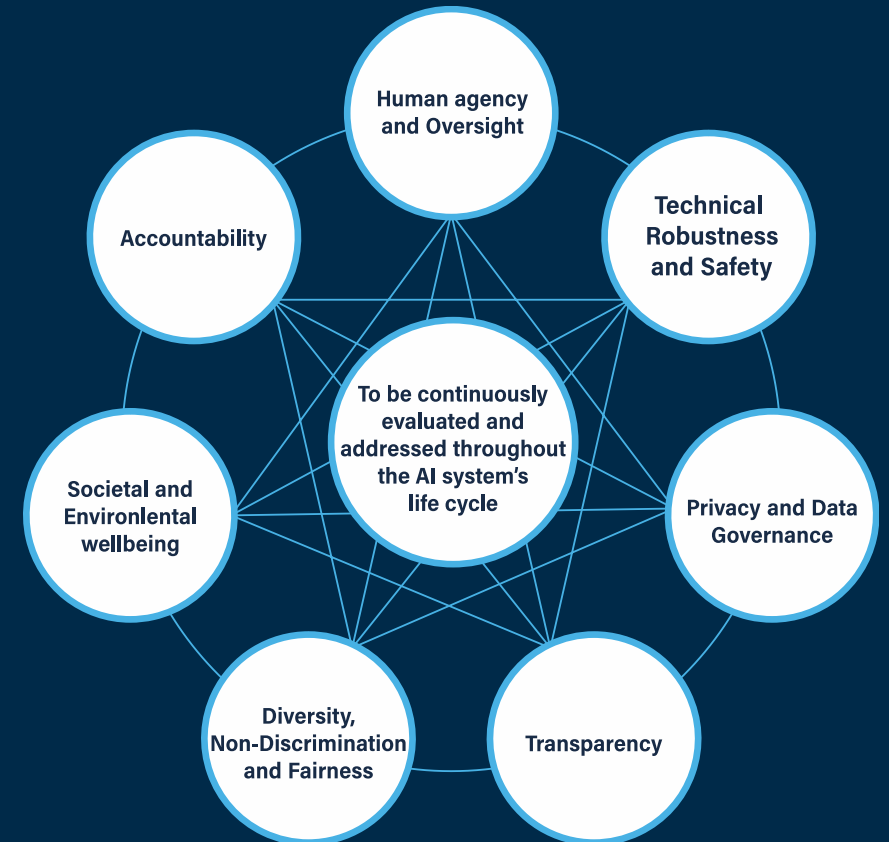 Human agency
and Oversight
Technical
Robustness
and Safety
Privacy and Data
Governance
Transparency
Diversity,
Non-Discrimination
and Fairness
Societal and
Environlental
wellbeing
Accountability
To be continuously
evaluated and
addressed throughout
the AI system's
life cycle